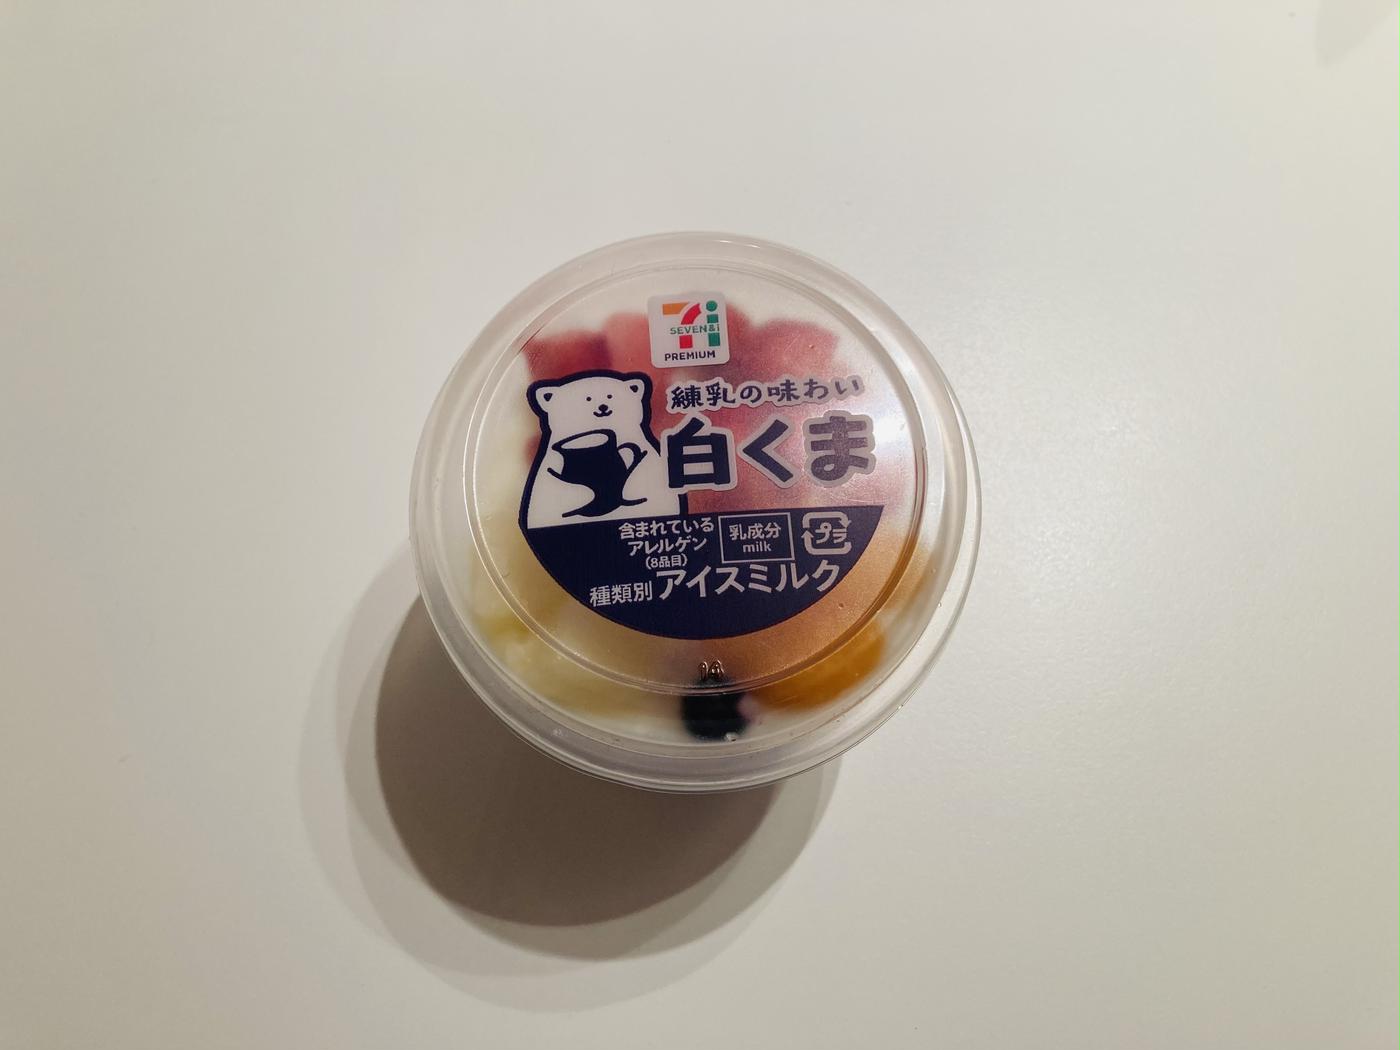 7i
SEVEN&i
PREMIUM
練乳の味わい
白くま
含まれている
アレルゲン
(8品目)
乳成分
milk
プラ
種類別 アイスミルク
14